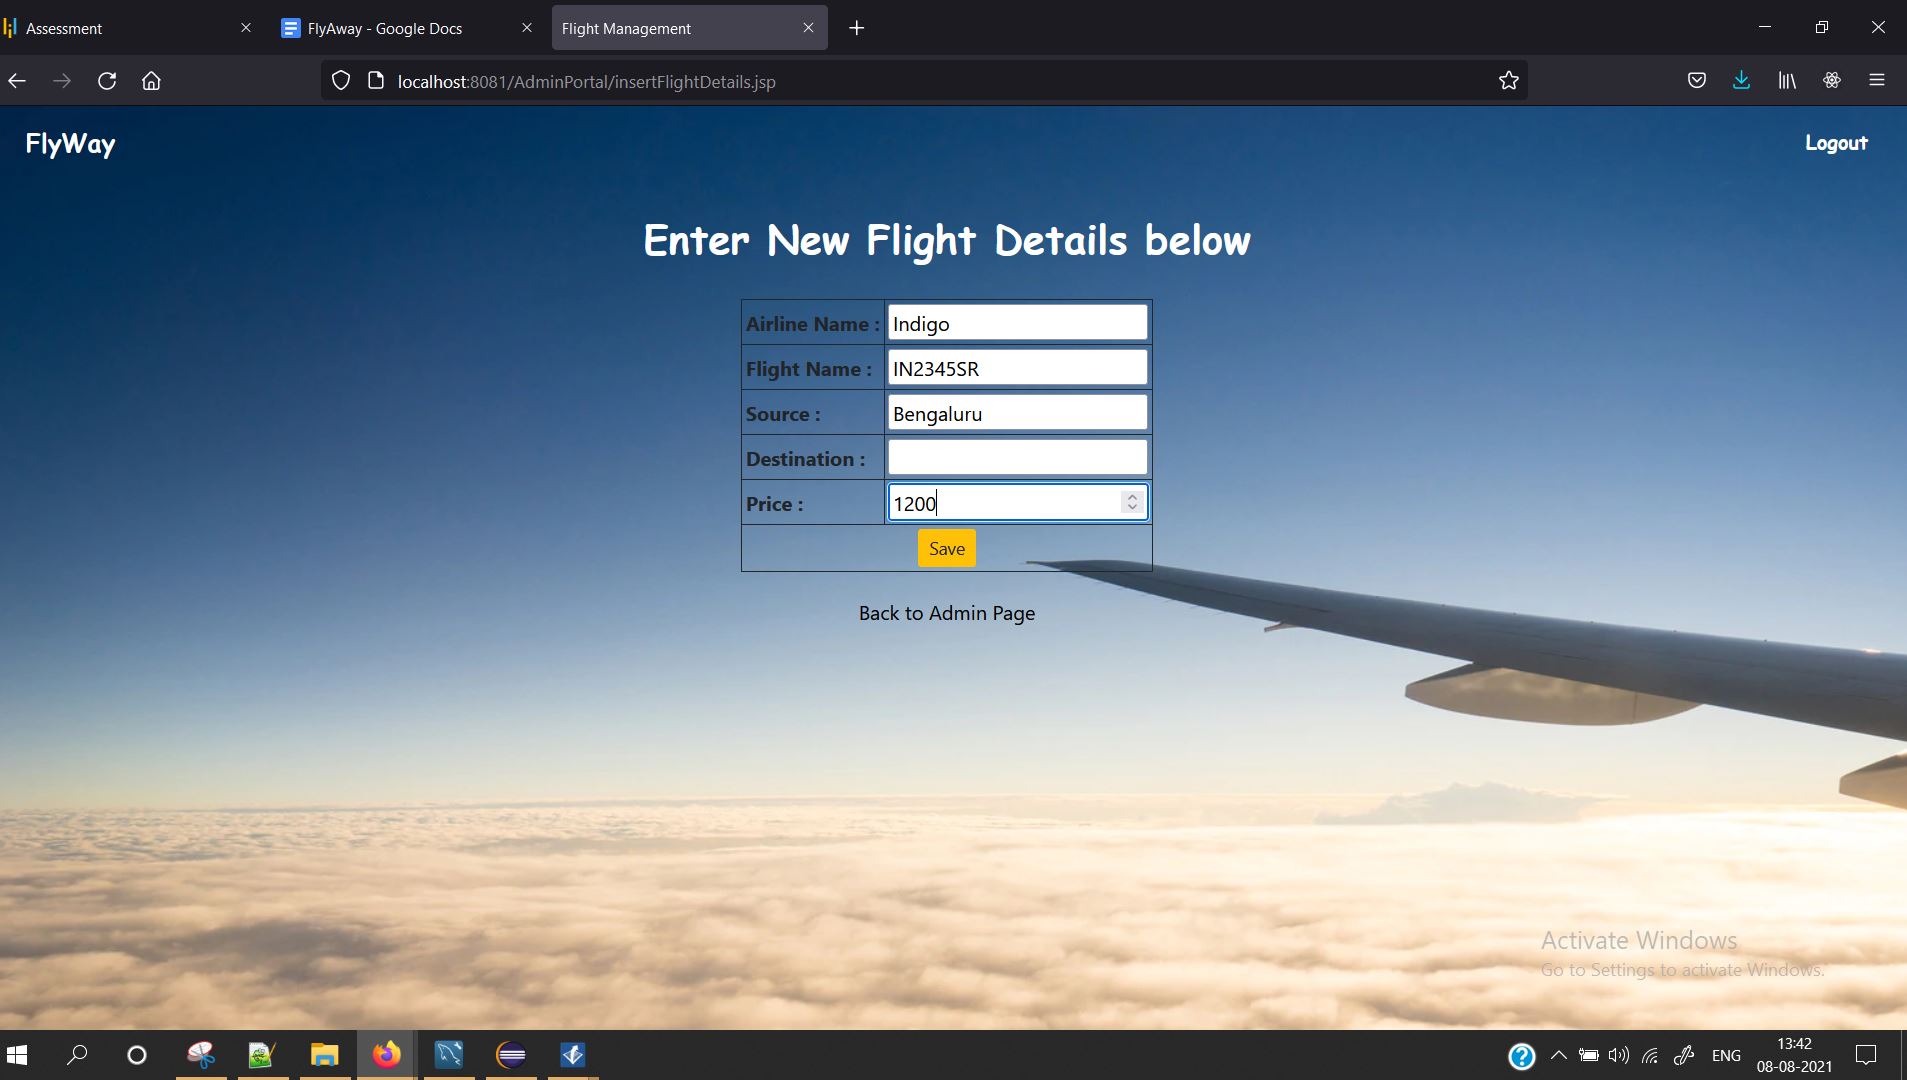 Assessment
FlyAway - Google Docs
Flight Management
localhost:8081/AdminPortal/insertFlightDetails.jsp
FlyWay
Logout
Enter New Flight Details below
Airline Name : Indigo
Flight Name : IN2345SR
Source : Bengaluru
Destination :
Price : 1200
Save
Back to Admin Page
Activate Windows
Go to Settings to activate Windows.
ENG
13:42
08-08-2021